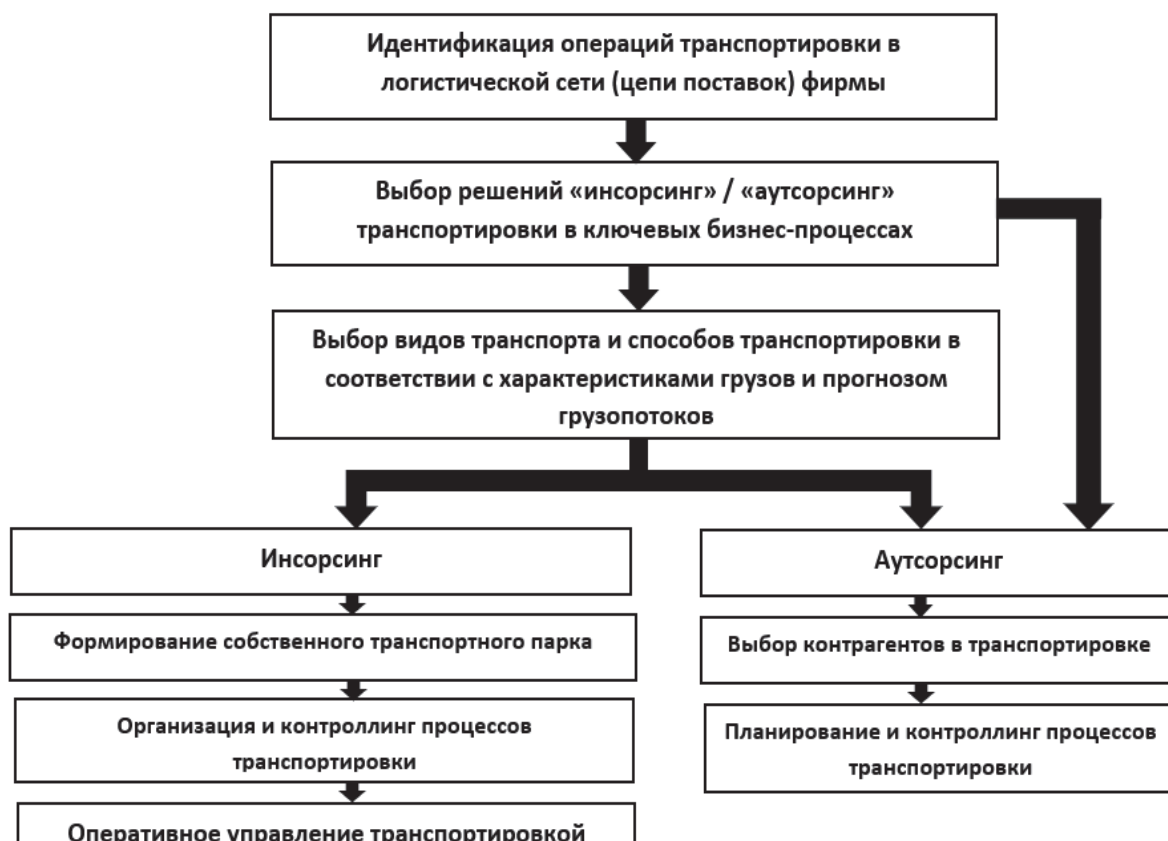 Идентификация операций транспортировки в
логистической сети (цепи поставок) фирмы
Выбор решений «инсорсинг» / «аутсорсинг»
транспортировки в ключевых бизнес-процессах
Выбор видов транспорта и способов транспортировки в
соответствии с характеристиками грузов и прогнозом
грузопотоков
Инсорсинг
Формирование собственного транспортного парка
Организация и контроллинг процессов
транспортировки
Оперативное управление транспортировкой
Аутсорсинг
Выбор контрагентов в транспортировке
Планирование и контроллинг процессов
транспортировки